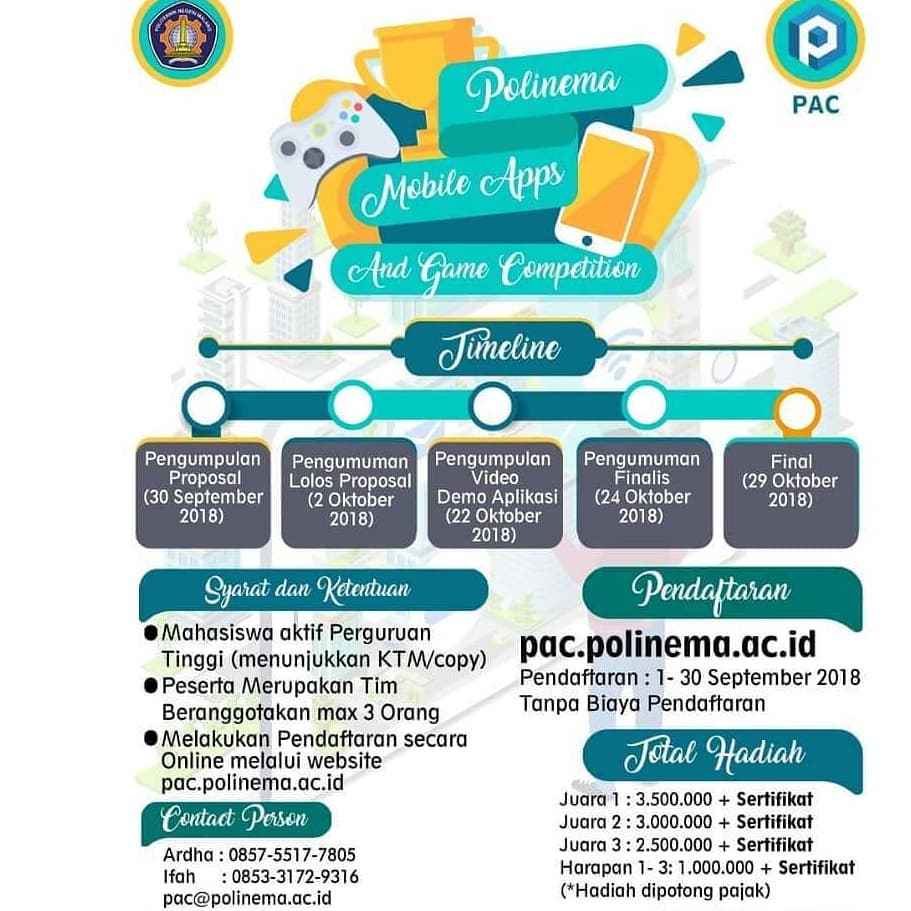 POLITEKNIK NEGERI MALANG
PAC
Polinema
Mobile Apps
And Game Competition
Timeline
Pengumpulan
Proposal
(30 September
2018)
Pengumuman
Lolos Proposal
(2 Oktober
2018)
Pengumpulan
Video
Demo Aplikasi
(22 Oktober
2018)
Pengumuman
Finalis
(24 Oktober
2018)
Final
(29 Oktober
2018)
Syarat dan Ketentuan
●Mahasiswa aktif Perguruan
Tinggi (menunjukkan KTM/copy)
●Peserta Merupakan Tim
Beranggotakan max 3 Orang
●Melakukan Pendaftaran secara
Online melalui website
pac.polinema.ac.id
Contact Person
Ardha : 0857-5517-7805
Ifah : 0853-3172-9316
pac@polinema.ac.id
Pendaftaran
pac.polinema.ac.id
Pendaftaran : 1- 30 September 2018
Tanpa Biaya Pendaftaran
Total Hadiah
Juara 1 : 3.500.000 + Sertifikat
Juara 2 : 3.000.000 + Sertifikat
Juara 3 : 2.500.000 + Sertifikat
Harapan 1- 3: 1.000.000 + Sertifikat
(*Hadiah dipotong pajak)